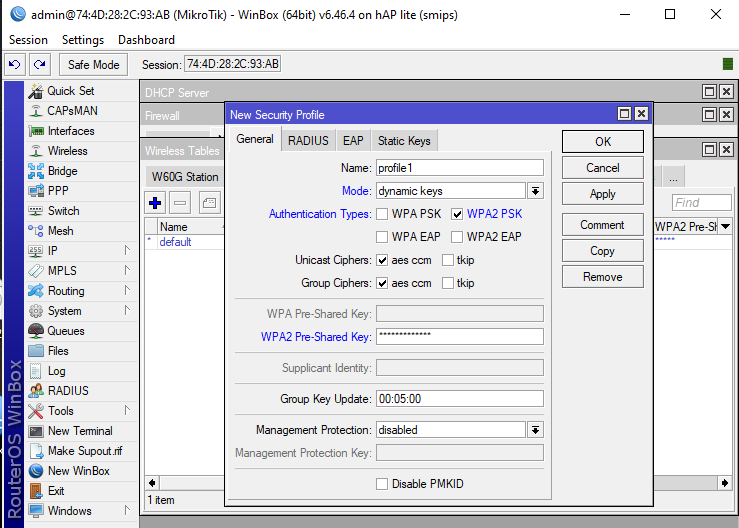 admin@74:4D:28:2C:93:AB (MikroTik) - WinBox (64bit) v6.46.4 on hAP lite (smips)
Session Settings Dashboard
Safe Mode Session: 74:4D:28:2C:93:AB
RouterOS WinBox
Quick Set
CAPsMAN
Interfaces
Wireless
Bridge
PPP
Switch
Mesh
IP
MPLS
Routing
System
Queues
Files
Log
RADIUS
Tools
New Terminal
Make Supout.rif
New WinBox
Exit
Windows
DHCP Server
Firewall
Wireless Tables
W60G Station
...
Find
Name
WPA2 Pre-Sh
* default
*****
1 item
New Security Profile
General RADIUS EAP Static Keys
Name: profile1
Mode: dynamic keys
Authentication Types: WPA PSK WPA2 PSK
WPA EAP WPA2 EAP
Unicast Ciphers: aes ccm tkip
Group Ciphers: aes ccm tkip
WPA Pre-Shared Key:
WPA2 Pre-Shared Key: *************
Supplicant Identity:
Group Key Update: 00:05:00
Management Protection: disabled
Management Protection Key:
Disable PMKID
OK
Cancel
Apply
Comment
Copy
Remove